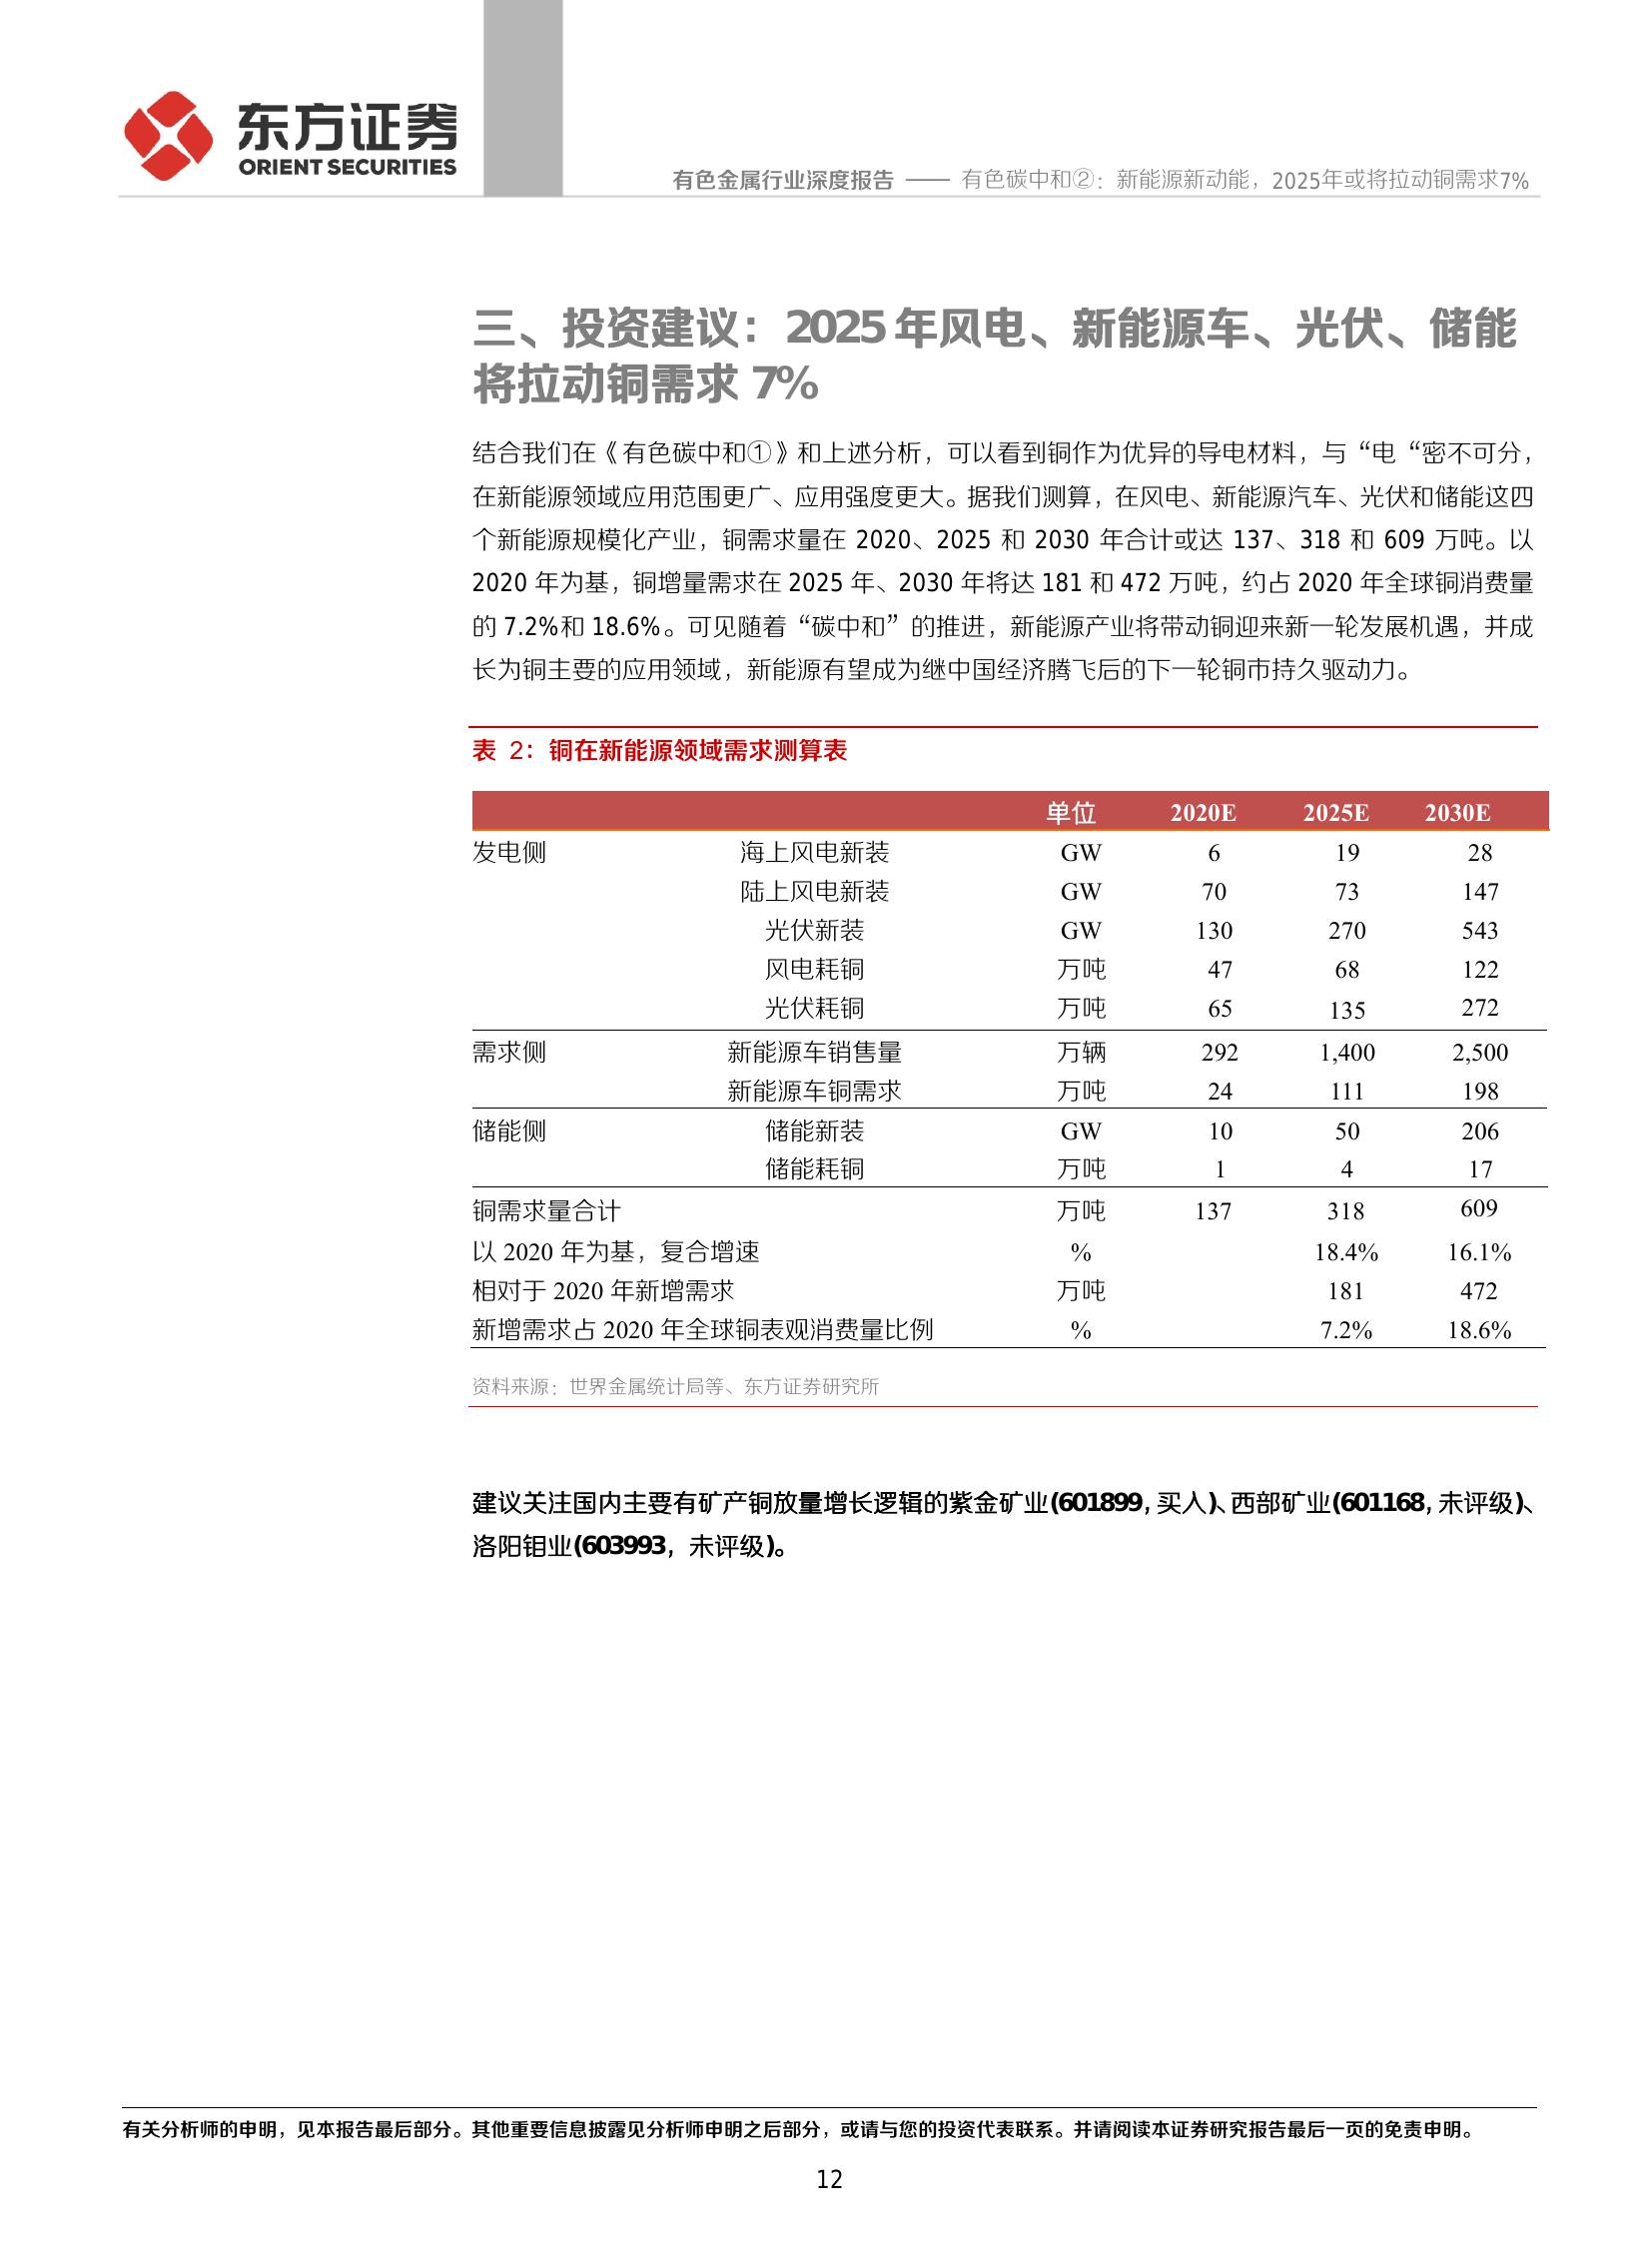 东方证券
ORIENT SECURITIES
有色金属行业深度报告 —— 有色碳中和②：新能源新动能，2025年或将拉动铜需求7%
三、投资建议：2025 年风电、新能源车、光伏、储能
将拉动铜需求 7%
结合我们在《有色碳中和①》和上述分析，可以看到铜作为优异的导电材料，与“电“密不可分，
在新能源领域应用范围更广、应用强度更大。据我们测算，在风电、新能源汽车、光伏和储能这四
个新能源规模化产业，铜需求量在 2020、2025 和 2030 年合计或达 137、318 和 609 万吨。以
2020 年为基，铜增量需求在 2025 年、2030 年将达 181 和 472 万吨，约占 2020 年全球铜消费量
的 7.2%和 18.6%。可见随着“碳中和”的推进，新能源产业将带动铜迎来新一轮发展机遇，并成
长为铜主要的应用领域，新能源有望成为继中国经济腾飞后的下一轮铜市持久驱动力。
表 2：铜在新能源领域需求测算表
单位 2020E 2025E 2030E
发电侧 海上风电新装 GW 6 19 28
陆上风电新装 GW 70 73 147
光伏新装 GW 130 270 543
风电耗铜 万吨 47 68 122
光伏耗铜 万吨 65 135 272
需求侧 新能源车销售量 万辆 292 1,400 2,500
新能源车铜需求 万吨 24 111 198
储能侧 储能新装 GW 10 50 206
储能耗铜 万吨 1 4 17
铜需求量合计 万吨 137 318 609
以 2020 年为基，复合增速 % 18.4% 16.1%
相对于 2020 年新增需求 万吨 181 472
新增需求占 2020 年全球铜表观消费量比例 % 7.2% 18.6%
资料来源：世界金属统计局等、东方证券研究所
建议关注国内主要有矿产铜放量增长逻辑的紫金矿业(601899，买入)、西部矿业(601168，未评级)、
洛阳钼业(603993，未评级)。
有关分析师的申明，见本报告最后部分。其他重要信息披露见分析师申明之后部分，或请与您的投资代表联系。并请阅读本证券研究报告最后一页的免责申明。
12